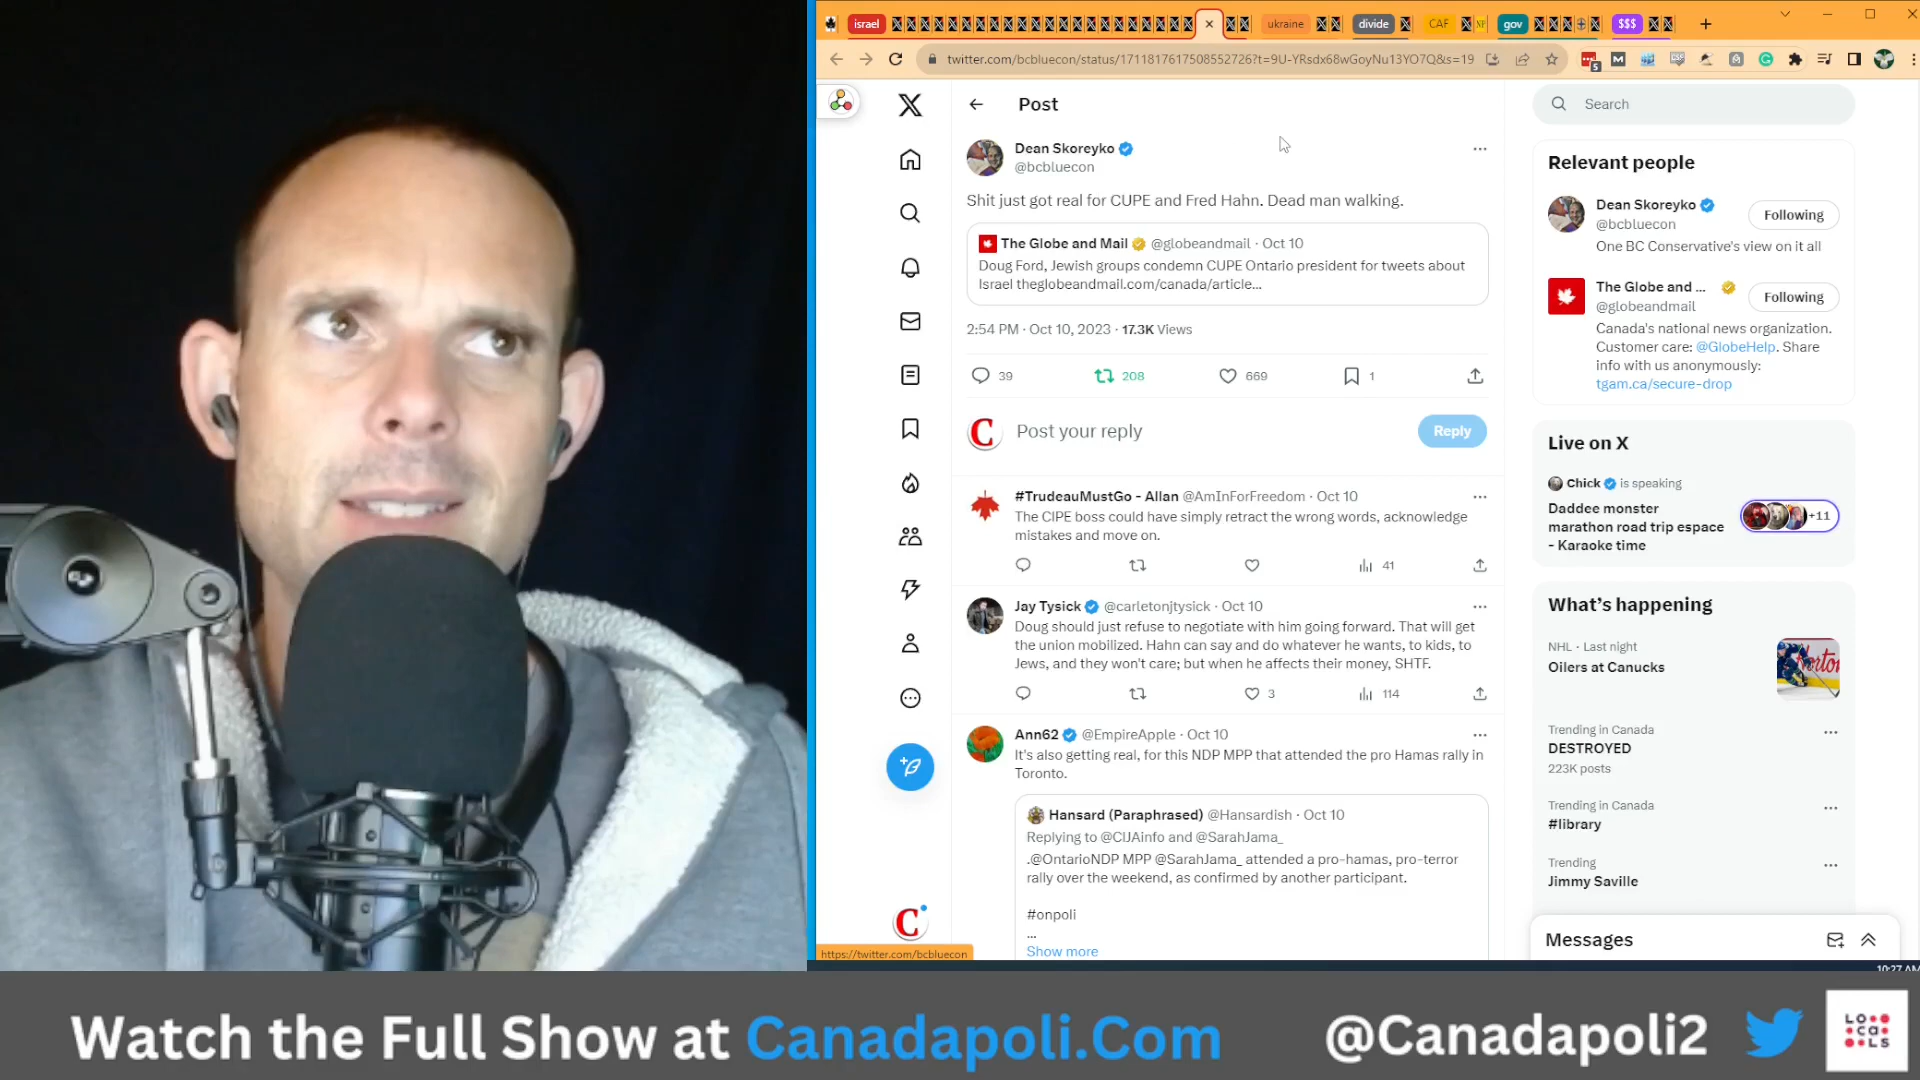 israel
ukraine
divide
CAF
gov
$$$
twitter.com/bcbluecon/status/1711817617508552726?t=9U-YRsdx68wGoyNu13YO7Q&s=19
Post
Dean Skoreyko
@bcbluecon
Shit just got real for CUPE and Fred Hahn. Dead man walking.
The Globe and Mail @globeandmail · Oct 10
Doug Ford, Jewish groups condemn CUPE Ontario president for tweets about
Israel theglobeandmail.com/canada/article...
2:54 PM · Oct 10, 2023 · 17.3K Views
39 208 669 1
C Post your reply Reply
#TrudeauMustGo - Allan @AmInForFreedom · Oct 10
The CIPE boss could have simply retract the wrong words, acknowledge
mistakes and move on.
41
Jay Tysick @carletonjtysick · Oct 10
Doug should just refuse to negotiate with him going forward. That will get
the union mobilized. Hahn can say and do whatever he wants, to kids, to
Jews, and they won't care; but when he affects their money, SHTF.
3 114
Ann62 @EmpireApple · Oct 10
It's also getting real, for this NDP MPP that attended the pro Hamas rally in
Toronto.
Hansard (Paraphrased) @Hansardish · Oct 10
Replying to @CIJAinfo and @SarahJama_
.@OntarioNDP MPP @SarahJama_ attended a pro-hamas, pro-terror
rally over the weekend, as confirmed by another participant.
#onpoli
...
Show more
C
https://twitter.com/bcbluecon
Search
Relevant people
Dean Skoreyko
@bcbluecon
Following
One BC Conservative's view on it all
The Globe and ...
@globeandmail
Following
Canada's national news organization.
Customer care: @GlobeHelp. Share
info with us anonymously:
tgam.ca/secure-drop
Live on X
Chick is speaking
Daddee monster
marathon road trip espace
- Karaoke time
+11
What's happening
NHL · Last night
Oilers at Canucks
Trending in Canada
DESTROYED
223K posts
Trending in Canada
#library
Trending
Jimmy Saville
Messages
10:27 AM
Watch the Full Show at Canadapoli.Com
@Canadapoli2
LO
ca
LS